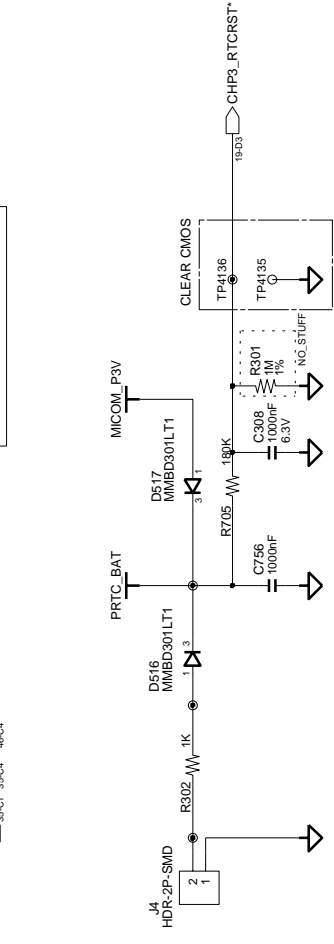 CHP3_RTCRST*
19-D3
CLEAR CMOS
TP4136
TP4135
NO_STUFF
R301
1M
1%
MICOM_P3V
C308
1000nF
6.3V
180K
R705
D517
MMBD301LT1
3
1
PRTC_BAT
C756
1000nF
D516
MMBD301LT1
1
3
1K
R302
J4
HDR-2P-SMD
2
1